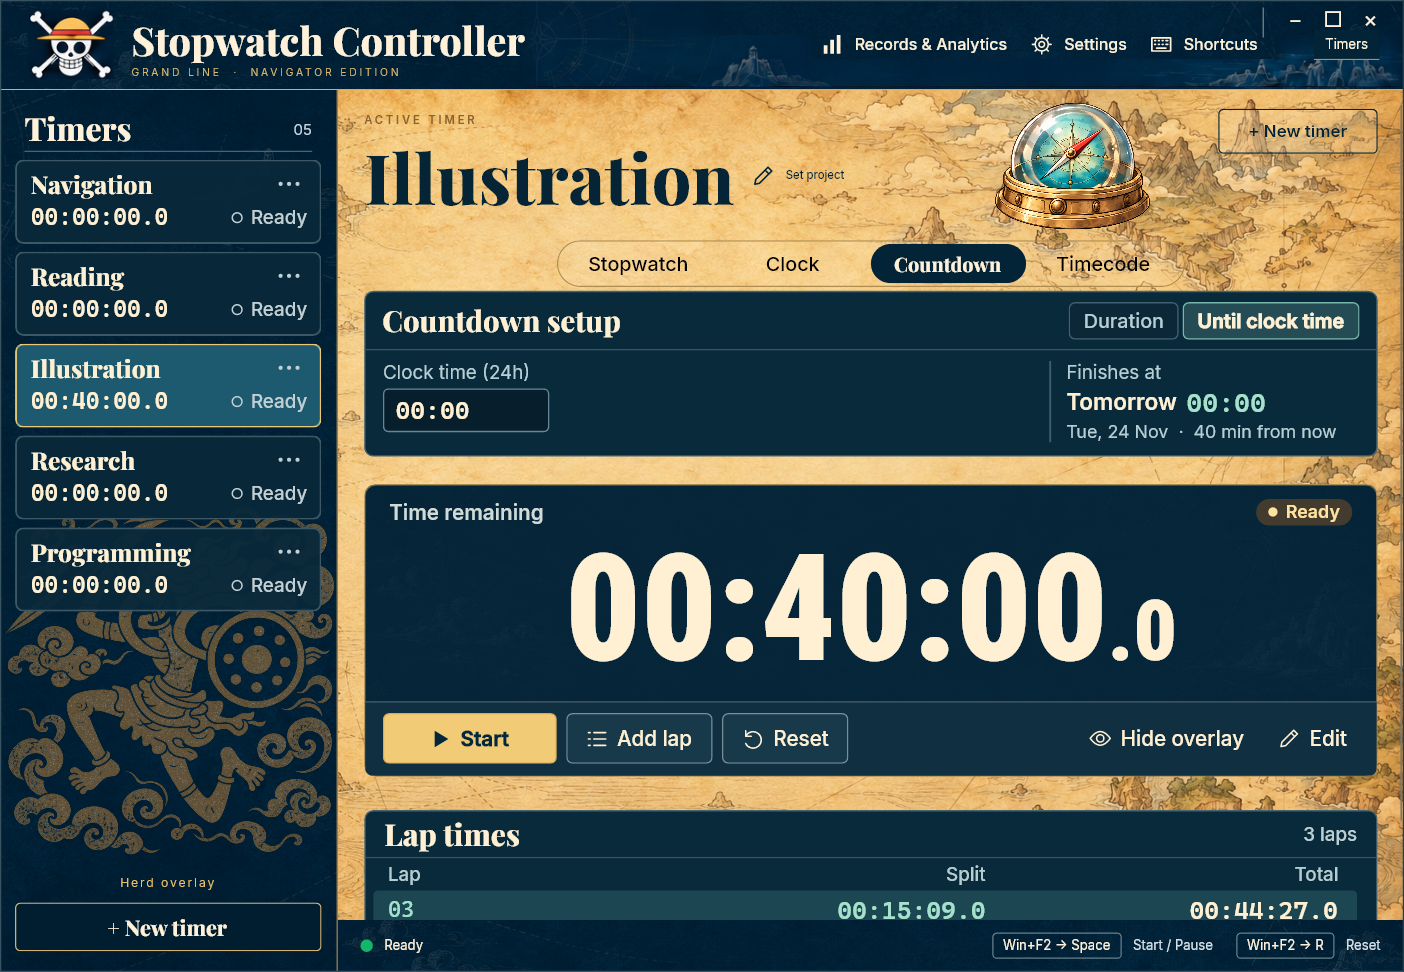 Stopwatch Controller
GRAND LINE · NAVIGATOR EDITION
Records & Analytics
Settings
Shortcuts
Timers
Timers
05
Navigation
00:00:00.0
Ready
Reading
00:00:00.0
Ready
Illustration
00:40:00.0
Ready
Research
00:00:00.0
Ready
Programming
00:00:00.0
Ready
Herd overlay
+ New timer
ACTIVE TIMER
Illustration
Set project
+ New timer
Stopwatch
Clock
Countdown
Timecode
Countdown setup
Duration
Until clock time
Clock time (24h)
00:00
Finishes at
Tomorrow 00:00
Tue, 24 Nov · 40 min from now
Time remaining
Ready
00:40:00.0
Start
Add lap
Reset
Hide overlay
Edit
Lap times
3 laps
Lap
Split
Total
03
00:15:09.0
00:44:27.0
Ready
Win+F2 → Space
Start / Pause
Win+F2 → R
Reset